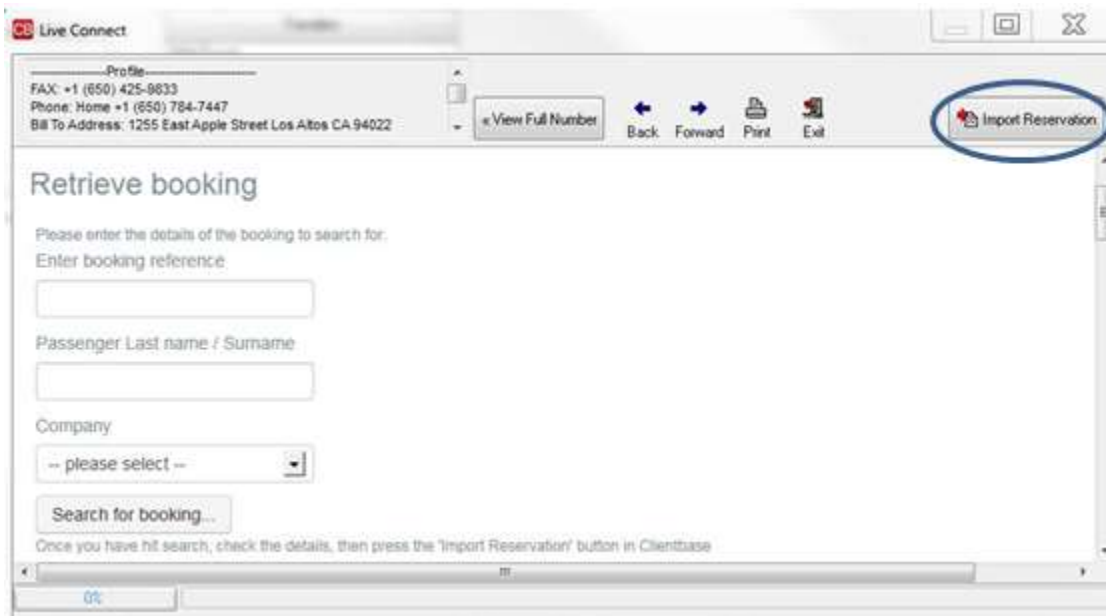 CB Live Connect
Profile
FAX: +1 (650) 425-9833
Phone: Home +1 (650) 784-7447
Bill To Address: 1255 East Apple Street Los Altos CA 94022
« View Full Number
Back
Forward
Print
Exit
Import Reservation
Retrieve booking
Please enter the details of the booking to search for.
Enter booking reference
Passenger Last name / Surname
Company
-- please select --
Search for booking...
Once you have hit search, check the details, then press the 'Import Reservation' button in Clientbase
0%